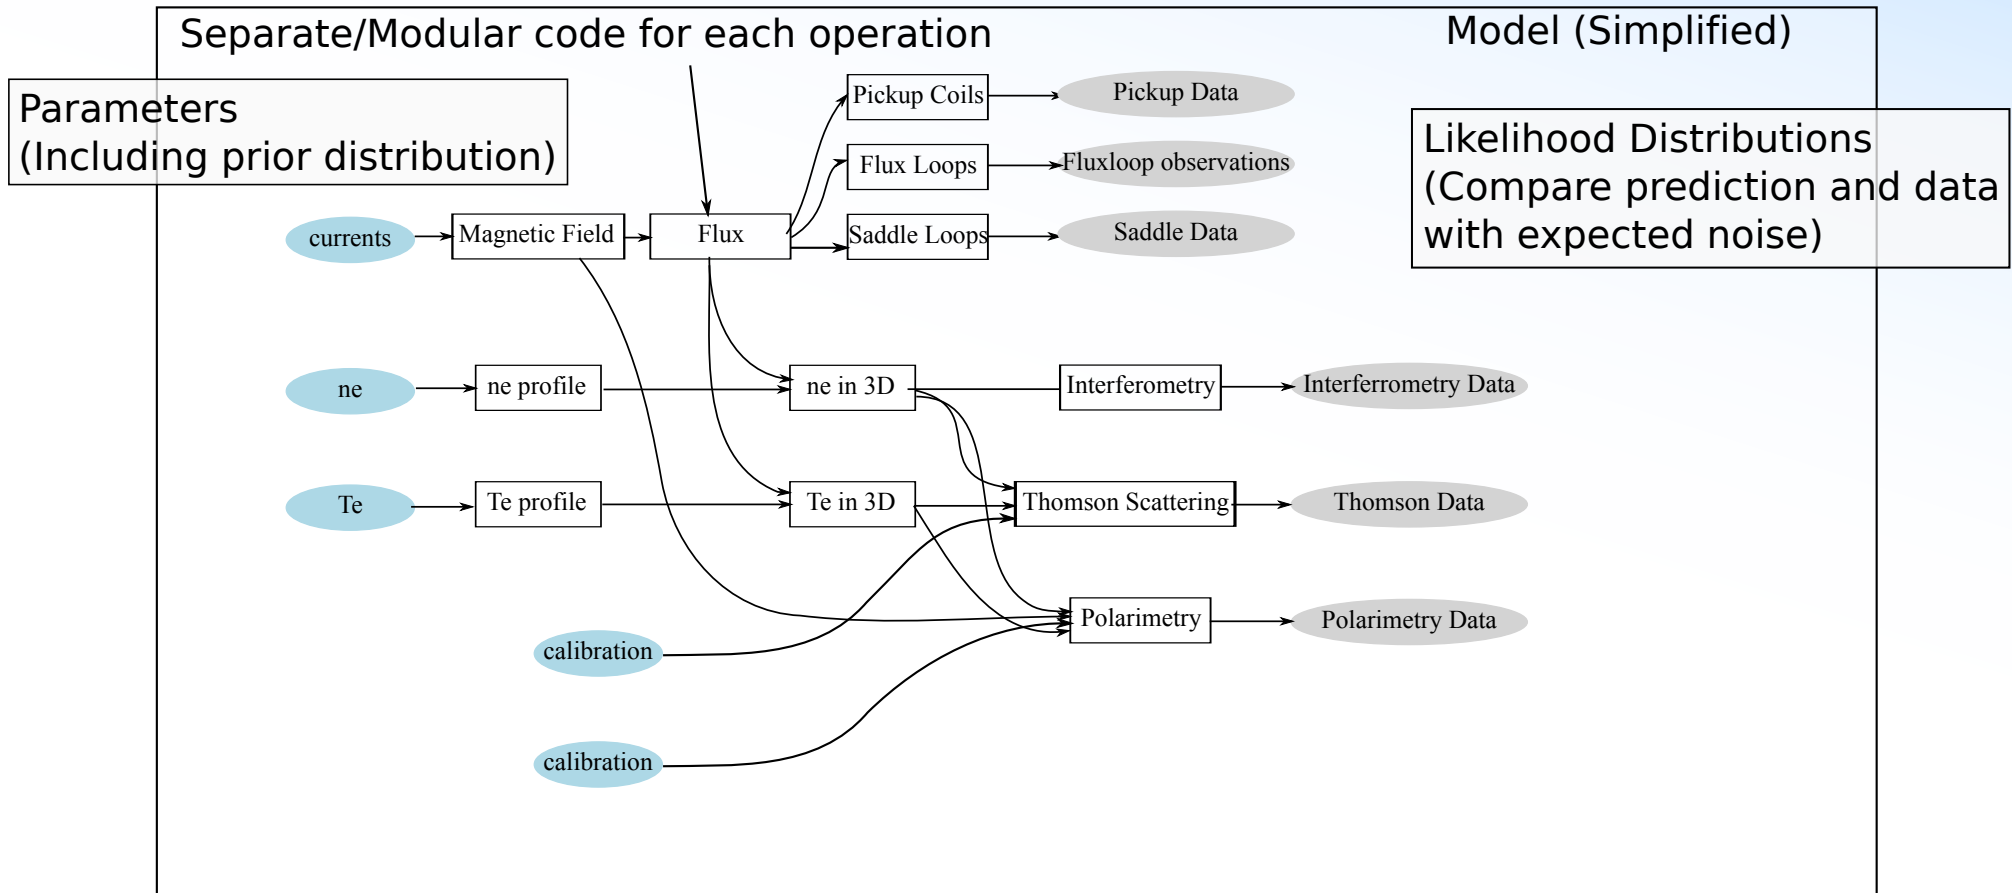 Separate/Modular code for each operation
Model (Simplified)
Parameters
(Including prior distribution)
Likelihood Distributions
(Compare prediction and data
with expected noise)
Pickup Coils
Pickup Data
Flux Loops
Fluxloop observations
currents
Magnetic Field
Flux
Saddle Loops
Saddle Data
ne
ne profile
ne in 3D
Interferometry
Interferrometry Data
Te
Te profile
Te in 3D
Thomson Scattering
Thomson Data
Polarimetry
Polarimetry Data
calibration
calibration